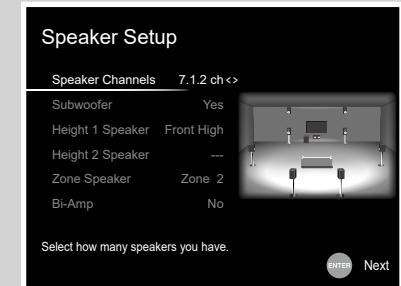 Speaker Setup
Speaker Channels 7.1.2 ch <>
Subwoofer Yes
Height 1 Speaker Front High
Height 2 Speaker ---
Zone Speaker Zone 2
Bi-Amp No
Select how many speakers you have.
ENTER Next